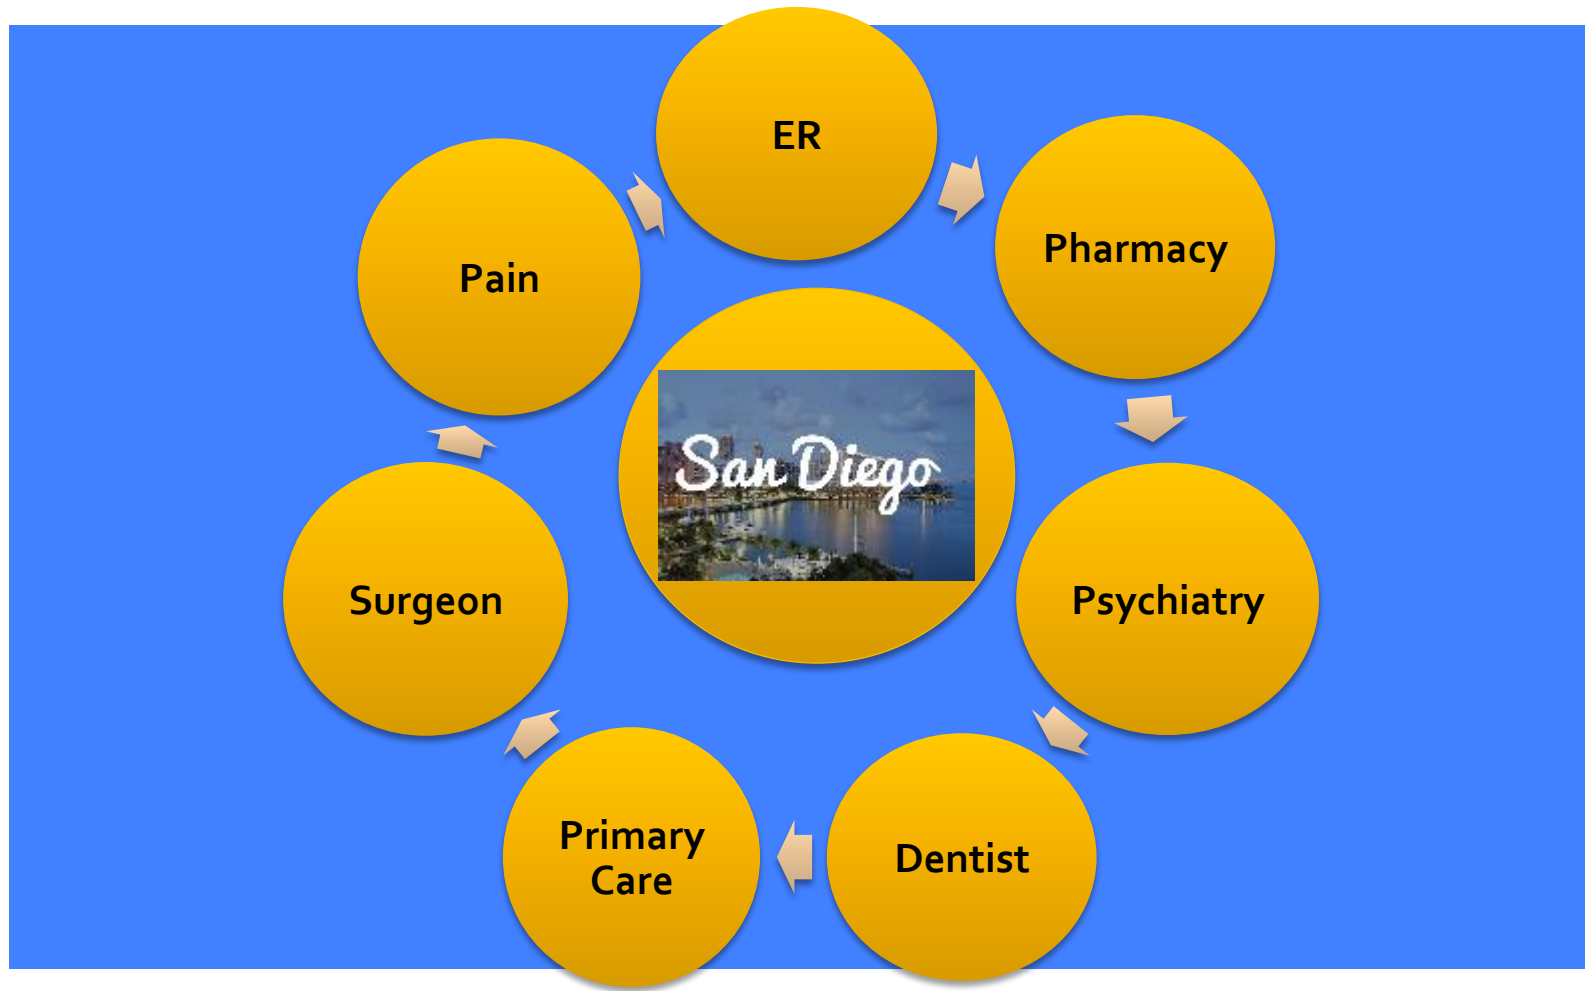 ER
Pharmacy
Pain
San Diego
Surgeon
Psychiatry
Primary
Care
Dentist